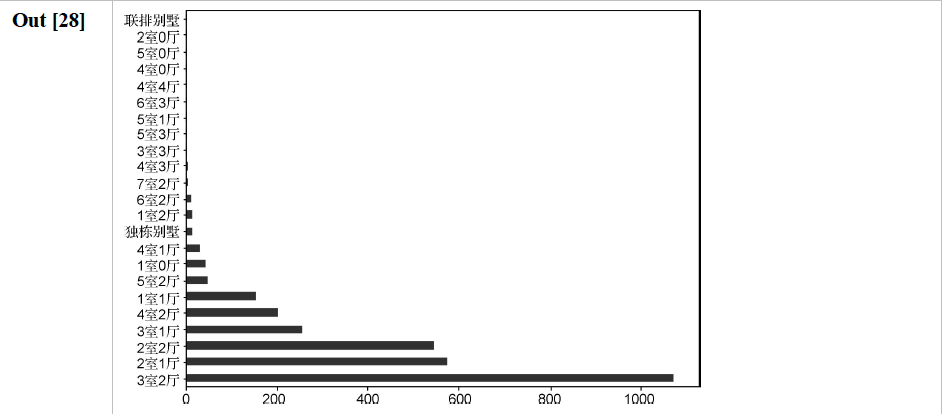 Out [28]
联排别墅
2室0厅
5室0厅
4室0厅
4室4厅
6室3厅
5室1厅
5室3厅
3室3厅
4室3厅
7室2厅
6室2厅
1室2厅
独栋别墅
4室1厅
1室0厅
5室2厅
1室1厅
4室2厅
3室1厅
2室2厅
2室1厅
3室2厅
0 200 400 600 800 1000